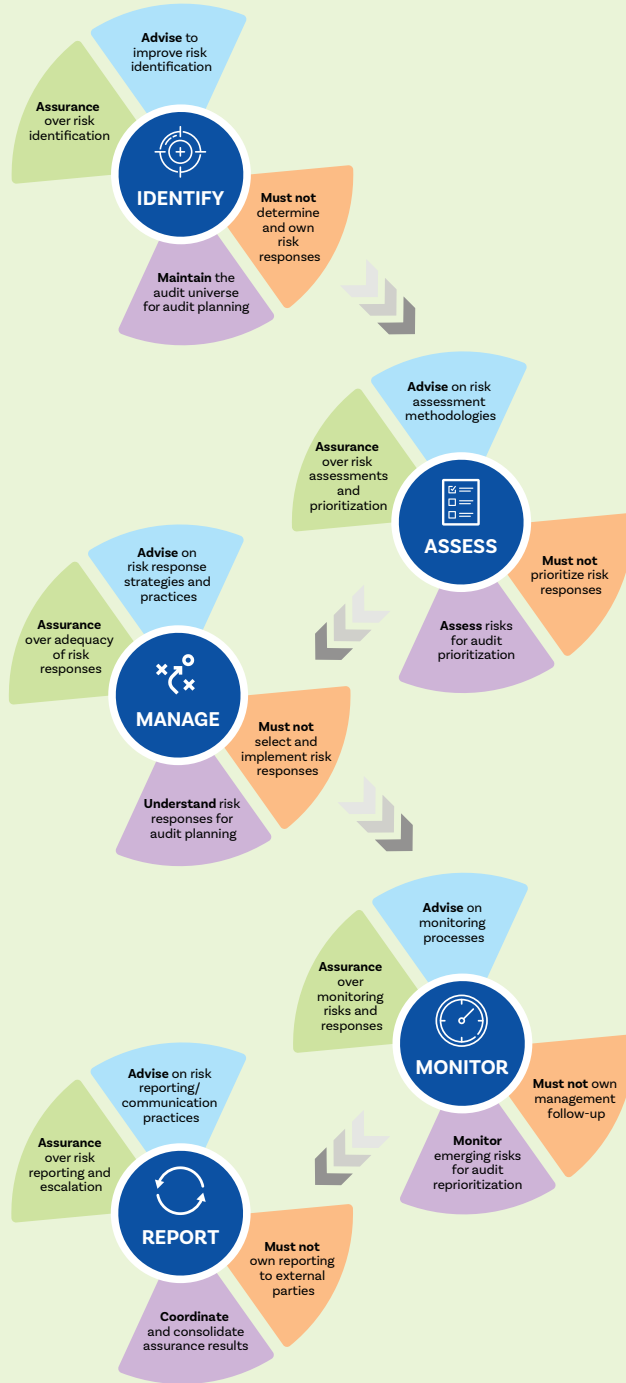 Advise to
improve risk
identification
Assurance
over risk
identification
IDENTIFY
Must not
determine
and own
risk
responses
Maintain the
audit universe
for audit planning
Advise on risk
assessment
methodologies
Assurance
over risk
assessments
and
prioritization
ASSESS
Must not
prioritize risk
responses
Assess risks
for audit
prioritization
Advise on
risk response
strategies and
practices
Assurance
over adequacy
of risk
responses
MANAGE
Must not
select and
implement risk
responses
Understand risk
responses for
audit planning
Advise on
monitoring
processes
Assurance
over
monitoring
risks and
responses
MONITOR
Must not own
management
follow-up
Monitor
emerging risks
for audit
reprioritization
Advise on risk
reporting/
communication
practices
Assurance
over risk
reporting and
escalation
REPORT
Must not
own reporting
to external
parties
Coordinate
and consolidate
assurance results